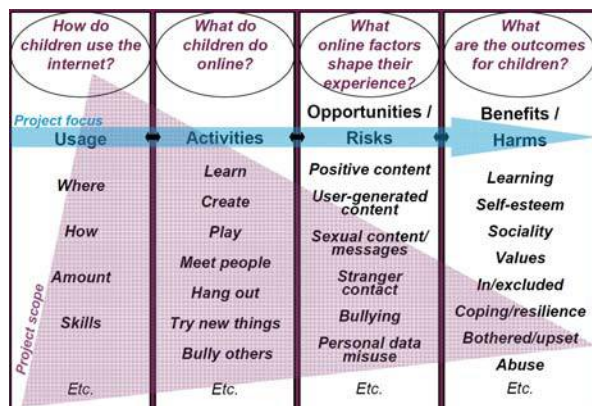 How do
children use the
internet?
What do
children do
online?
What
online factors
shape their
experience?
What
are the outcomes
for children?
Project focus
Usage
Where
How
Amount
Skills
Etc.
Activities
Learn
Create
Play
Meet people
Hang out
Try new things
Bully others
Etc.
Opportunities /
Risks
Positive content
User-generated
content
Sexual content/
messages
Stranger
contact
Bullying
Personal data
misuse
Etc.
Benefits /
Harms
Learning
Self-esteem
Sociality
Values
In/excluded
Coping/resilience
Bothered/upset
Abuse
Etc.
Project scope